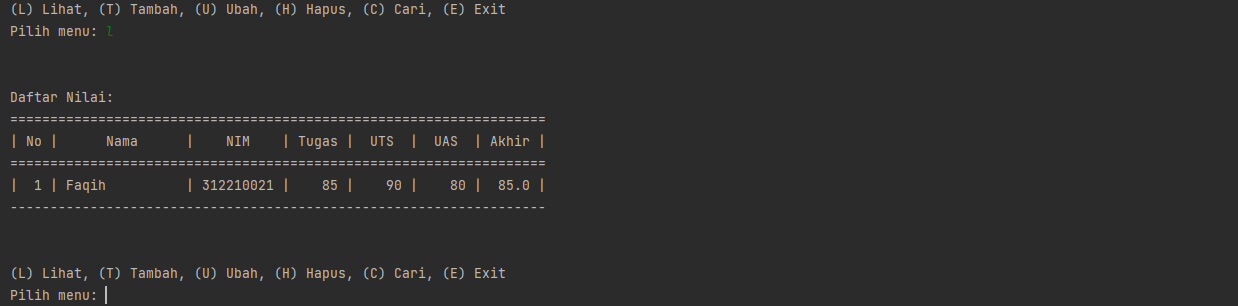 (L) Lihat, (T) Tambah, (U) Ubah, (H) Hapus, (C) Cari, (E) Exit
Pilih menu: l
Daftar Nilai:
===================================================================
| No |      Nama      |    NIM    | Tugas |  UTS  |  UAS  | Akhir |
===================================================================
|  1 | Faqih          | 312210021 |    85 |    90 |    80 |  85.0 |
-------------------------------------------------------------------
(L) Lihat, (T) Tambah, (U) Ubah, (H) Hapus, (C) Cari, (E) Exit
Pilih menu: